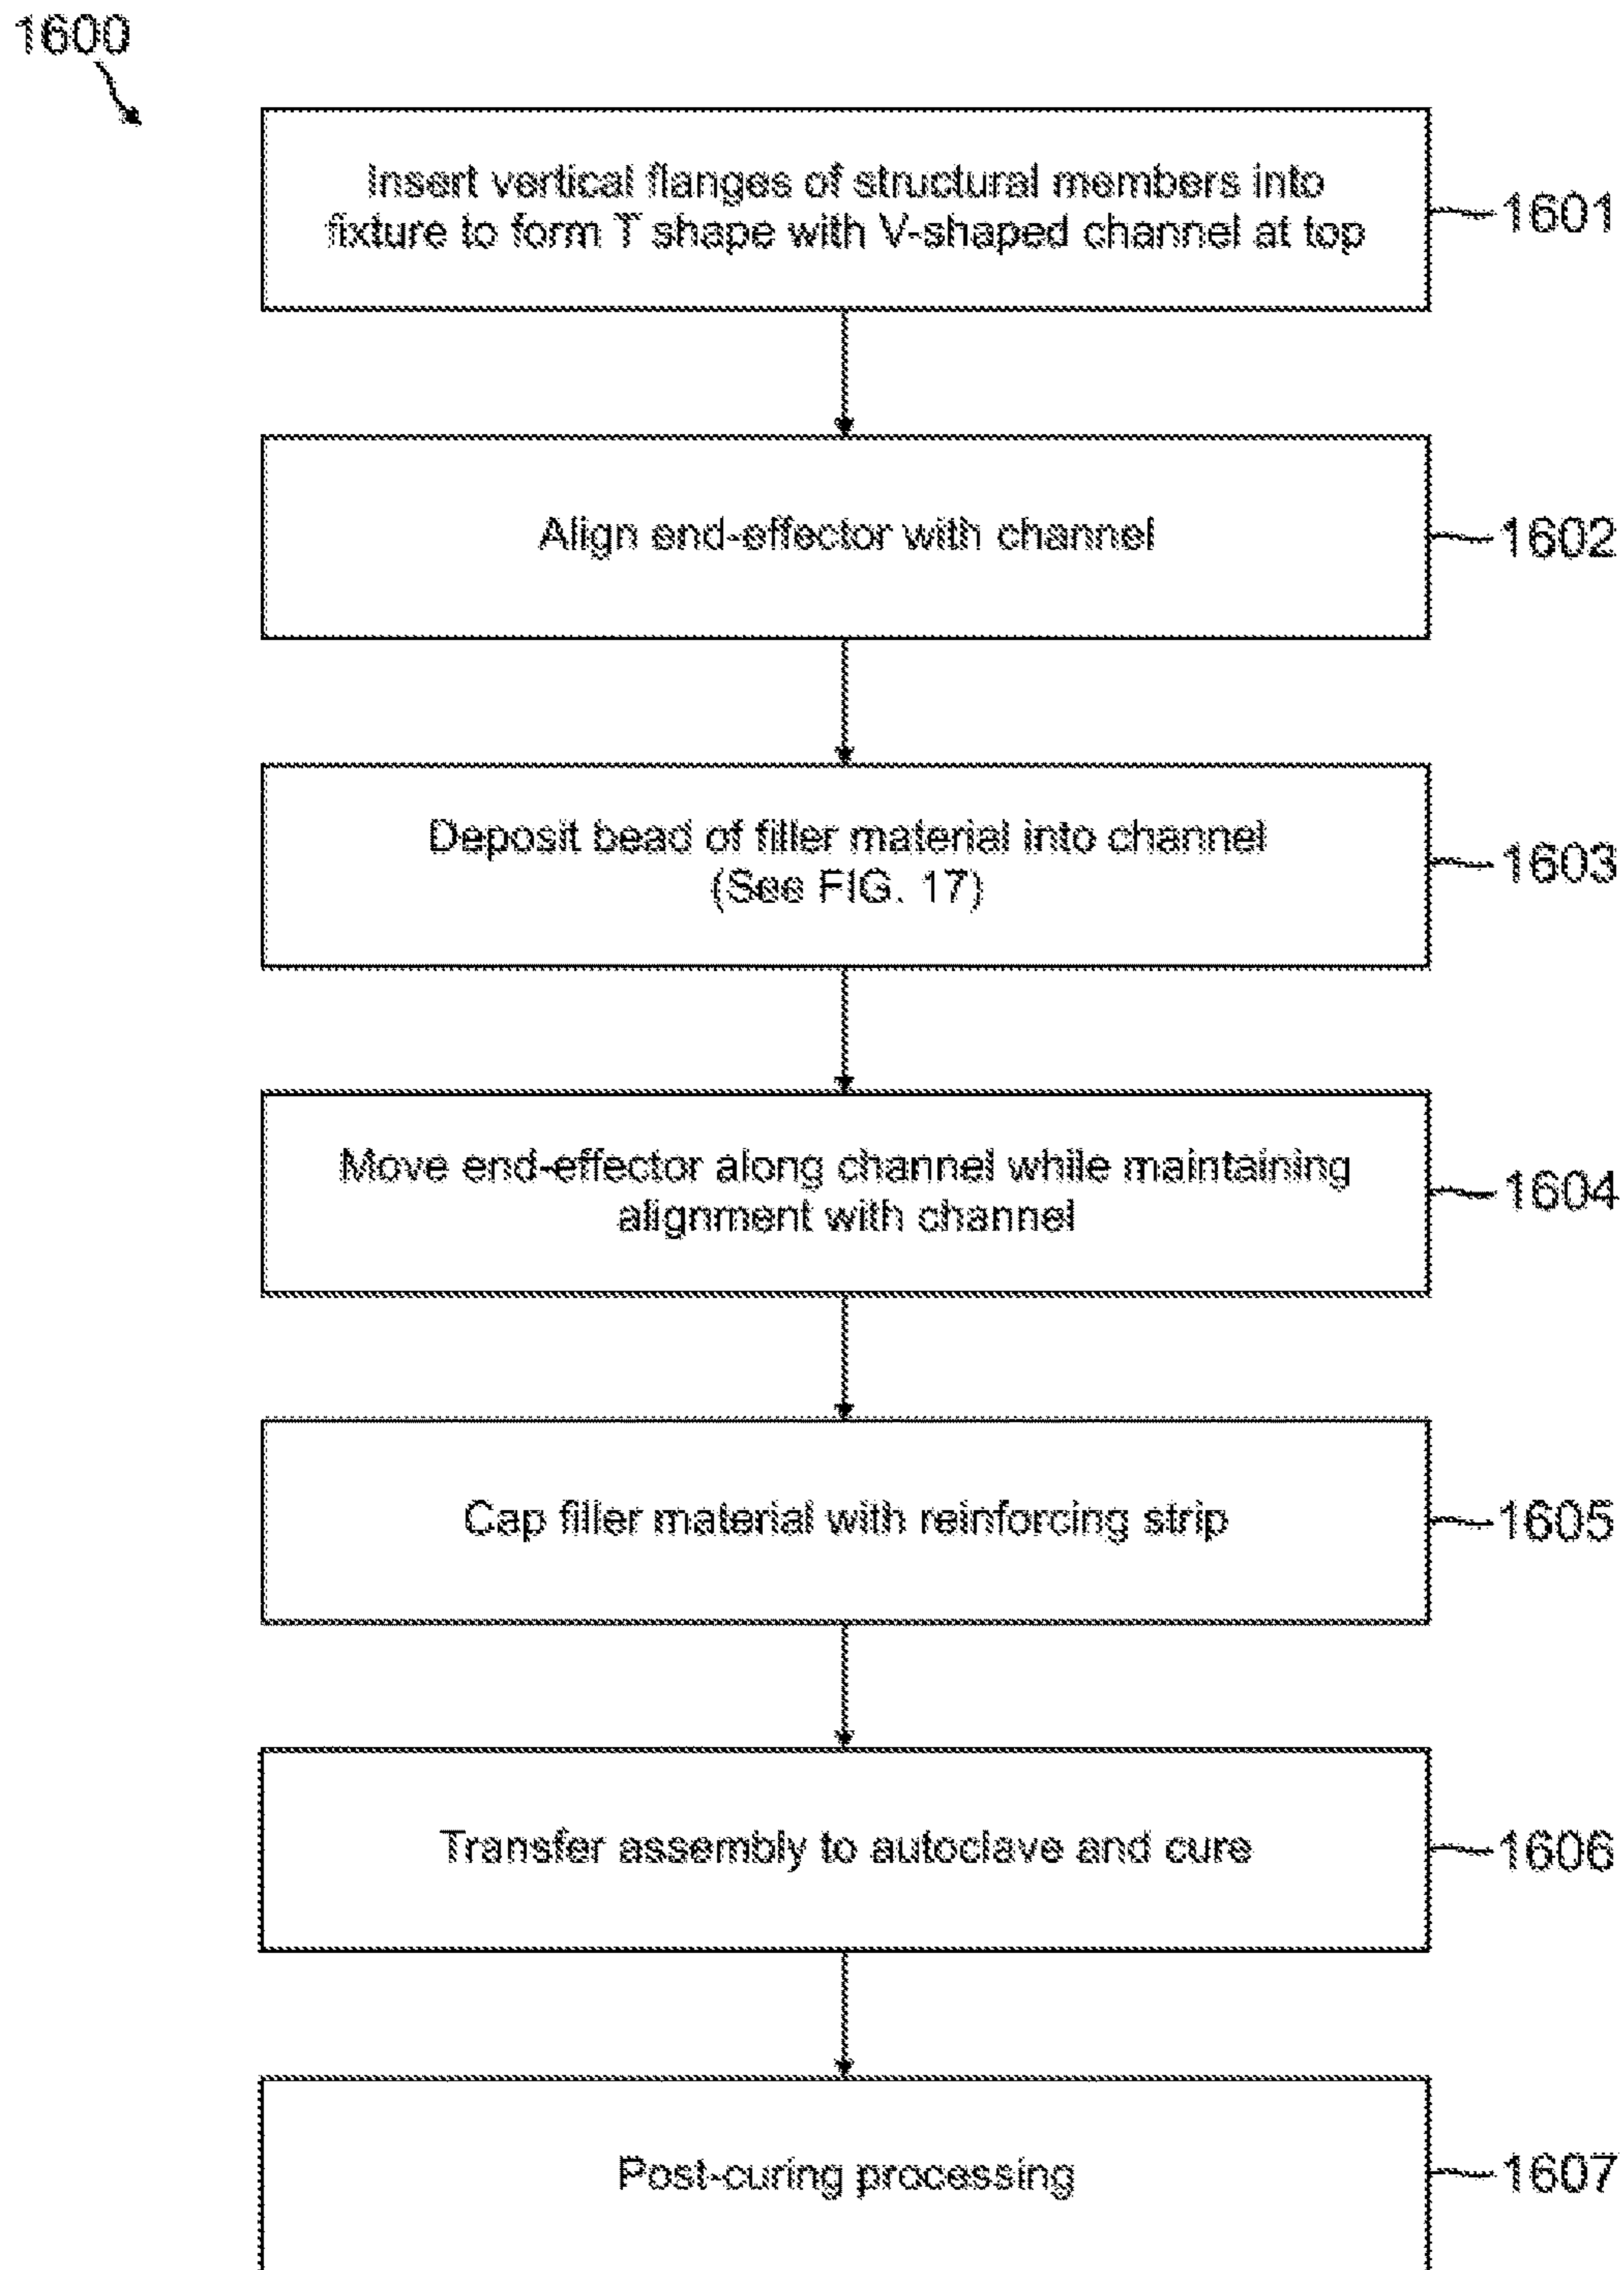 1600
Insert vertical flanges of structural members into
fixture to form T shape with V-shaped channel at top
1601
Align end-effector with channel
1602
Deposit bead of filler material into channel
(See FIG. 17)
1603
Move end-effector along channel while maintaining
alignment with channel
1604
Cap filler material with reinforcing strip
1605
Transfer assembly to autoclave and cure
1606
Post-curing processing
1607